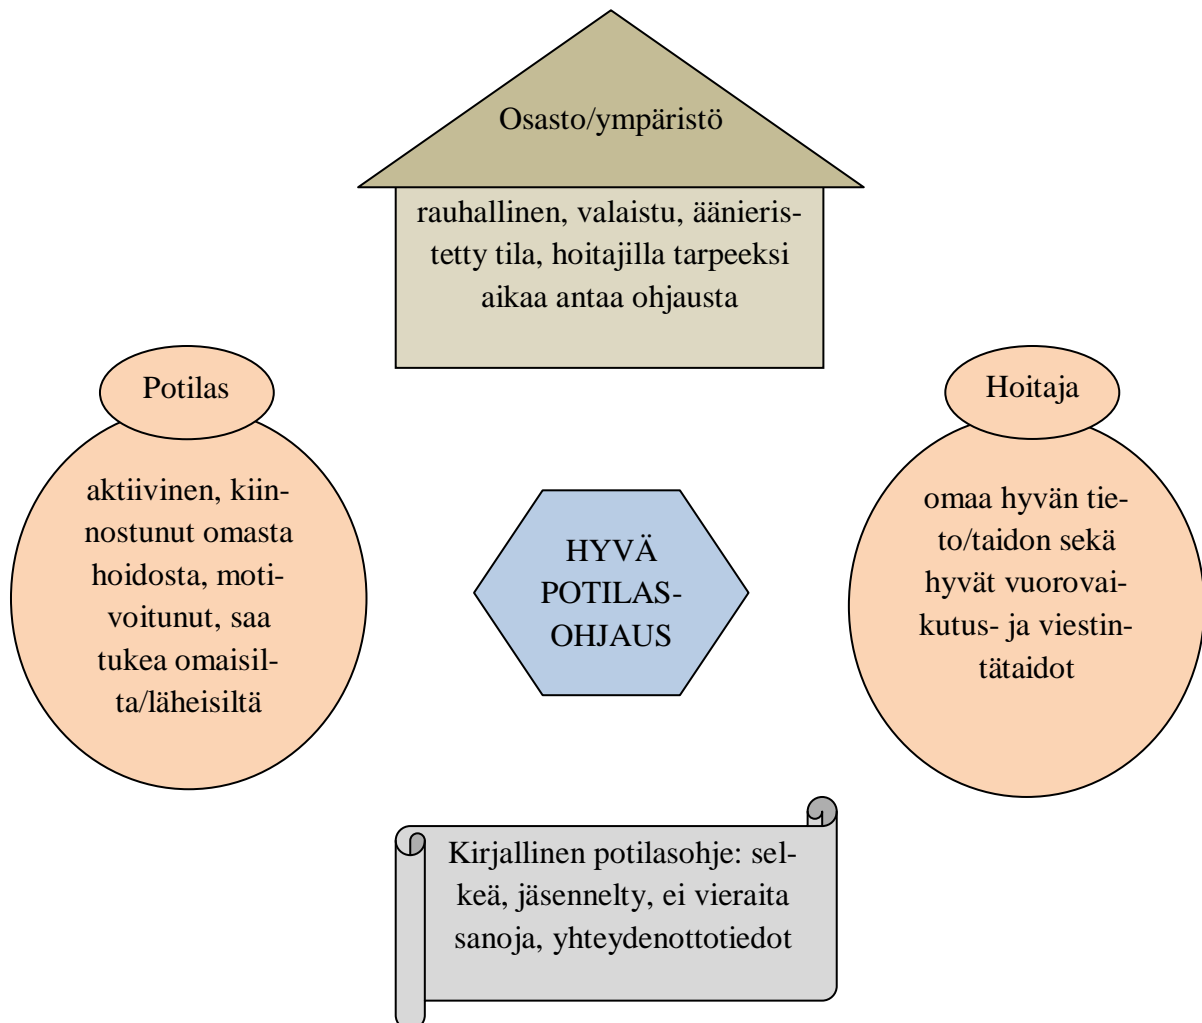 Osasto/ympäristö
rauhallinen, valaistu, äänieris-
tetty tila, hoitajilla tarpeeksi
aikaa antaa ohjausta
Potilas
aktiivinen, kiin-
nostunut omasta
hoidosta, moti-
voitunut, saa
tukea omaisil-
ta/läheisiltä
HYVÄ
POTILAS-
OHJAUS
Hoitaja
omaa hyvän tie-
to/taidon sekä
hyvät vuorovai-
kutus- ja viestin-
tätaidot
Kirjallinen potilasohje: sel-
keä, jäsennelty, ei vieraita
sanoja, yhteydenottotiedot